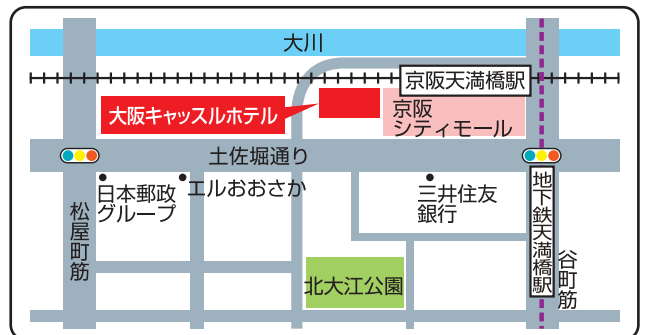 大川
京阪天満橋駅
大阪キャッスルホテル
京阪
シティモール
土佐堀通り
日本郵政
グループ
エルおおさか
三井住友
銀行
地下鉄天満橋駅
松屋町筋
谷町筋
北大江公園